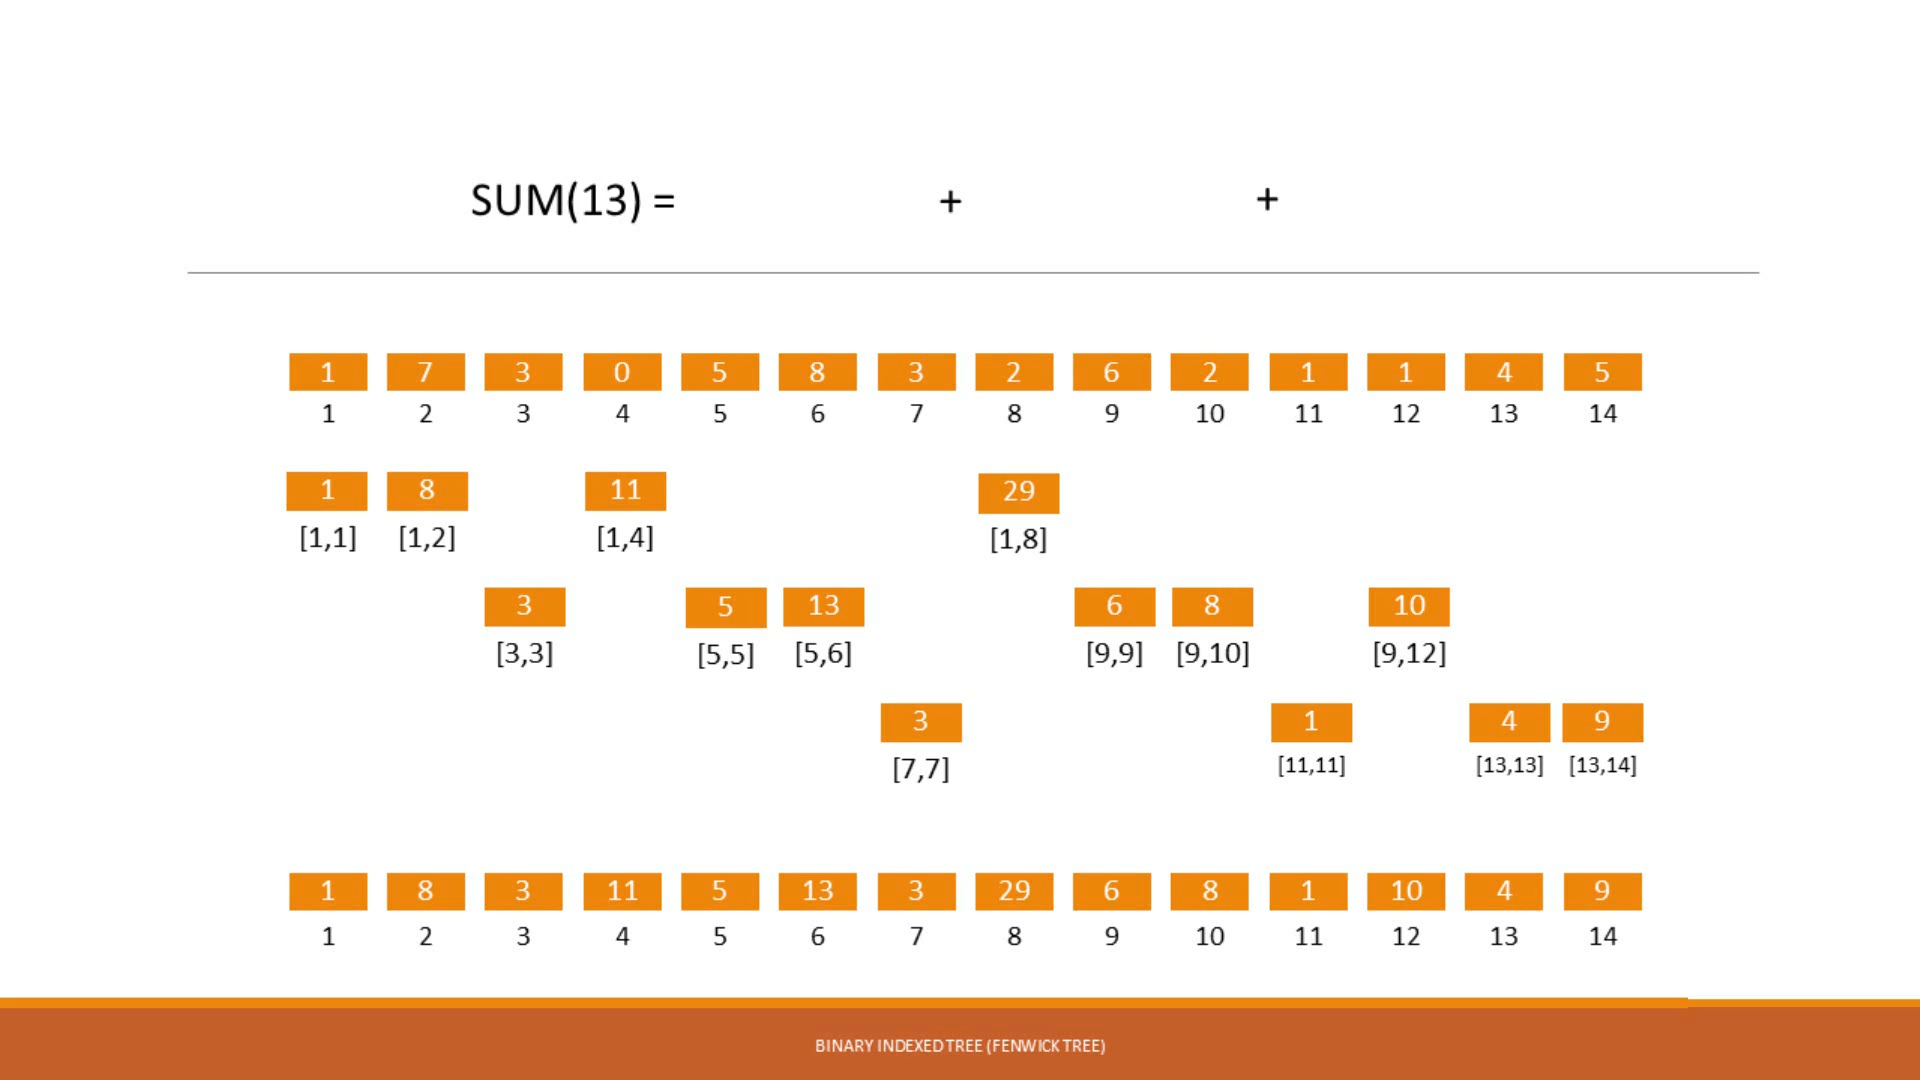 SUM(13) = + +
1 7 3 0 5 8 3 2 6 2 1 1 4 5
1 2 3 4 5 6 7 8 9 10 11 12 13 14
1 8 11 29
[1,1] [1,2] [1,4] [1,8]
3 5 13 6 8 10
[3,3] [5,5] [5,6] [9,9] [9,10] [9,12]
3 1 4 9
[7,7] [11,11] [13,13] [13,14]
1 8 3 11 5 13 3 29 6 8 1 10 4 9
1 2 3 4 5 6 7 8 9 10 11 12 13 14
BINARY INDEXED TREE (FENWICK TREE)